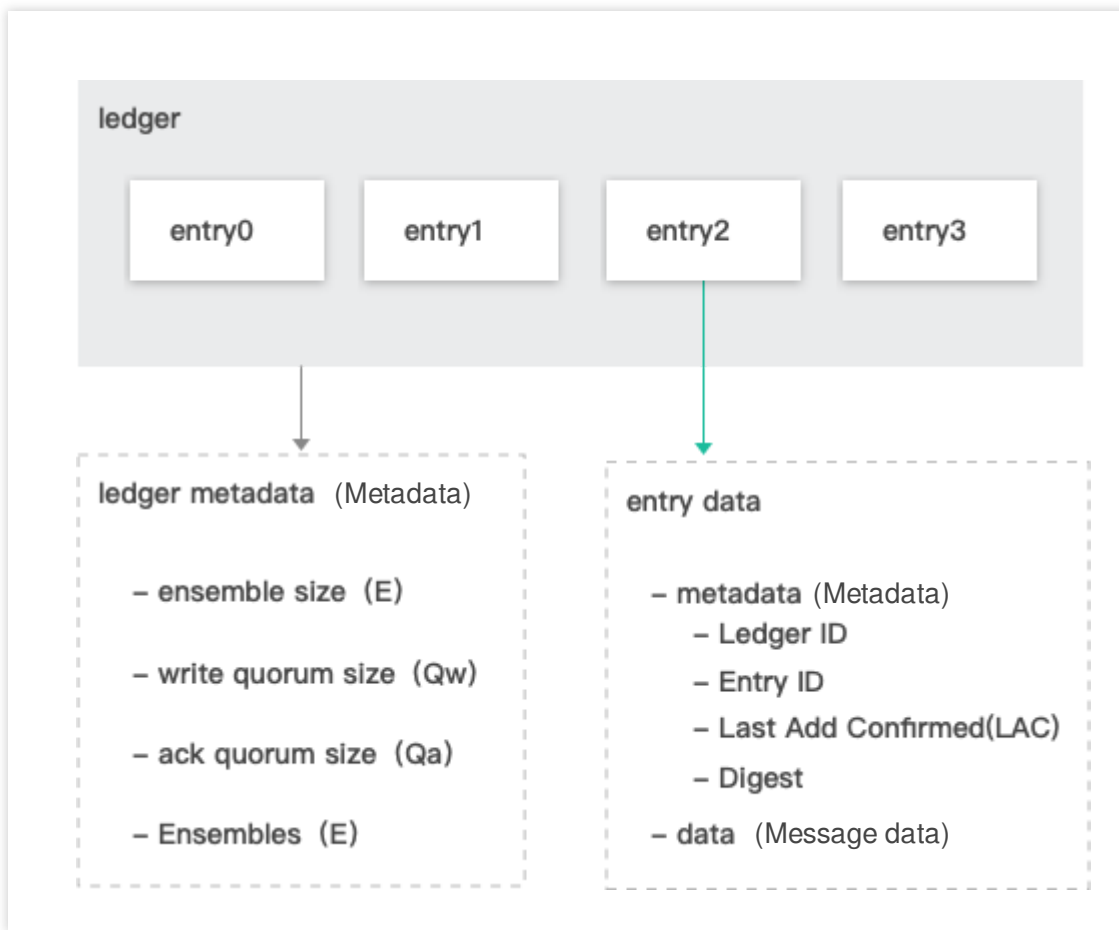 ledger
entry0
entry1
entry2
entry3
ledger metadata (Metadata)
– ensemble size (E)
– write quorum size (Qw)
– ack quorum size (Qa)
– Ensembles (E)
entry data
– metadata (Metadata)
– Ledger ID
– Entry ID
– Last Add Confirmed(LAC)
– Digest
– data (Message data)